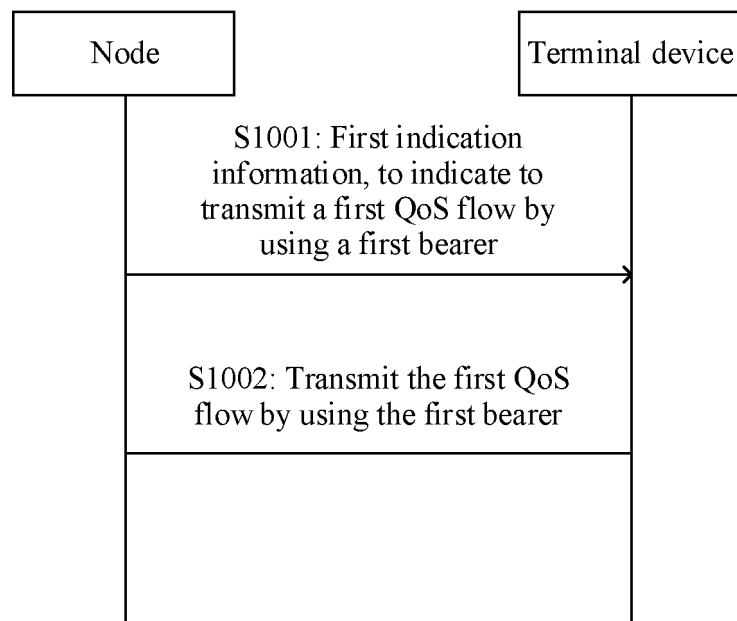 Node
Terminal device
S1001: First indication
information, to indicate to
transmit a first QoS flow by
using a first bearer
S1002: Transmit the first QoS
flow by using the first bearer